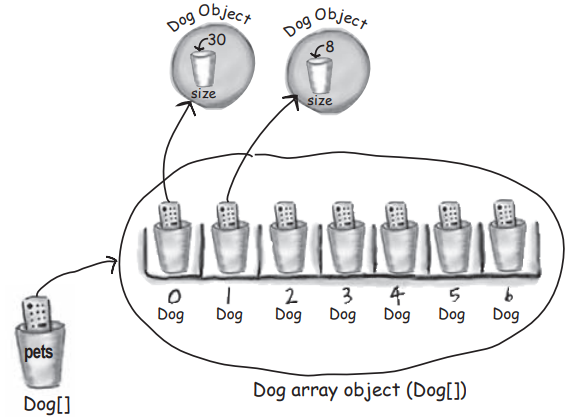 Dog Object
30
size
Dog Object
8
size
0 1 2 3 4 5 6
Dog Dog Dog Dog Dog Dog Dog
pets
Dog[]
Dog array object (Dog[])